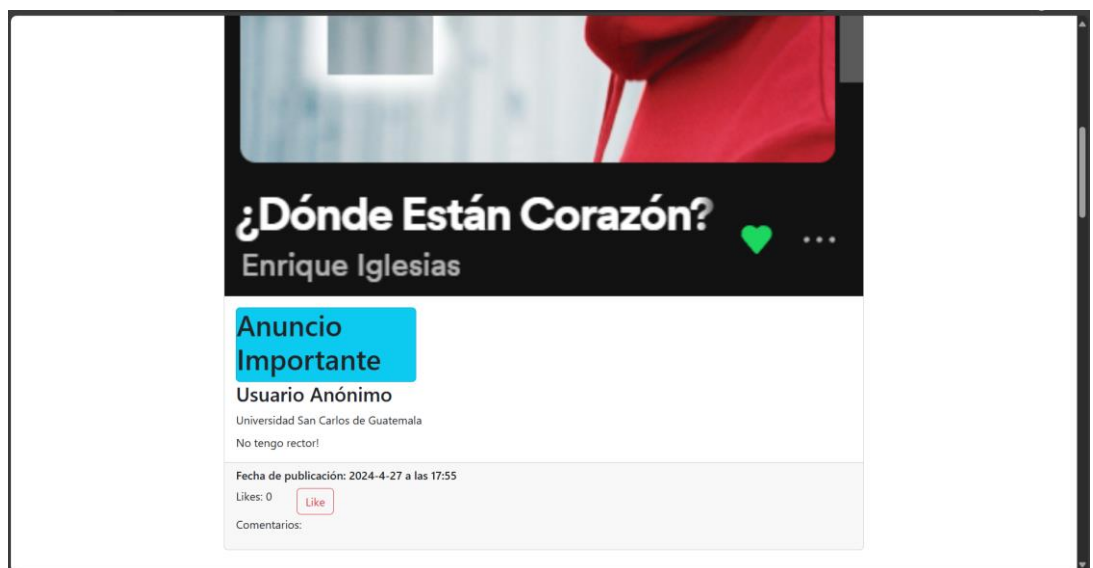 ¿Dónde Están Corazón?
Enrique Iglesias
Anuncio
Importante
Usuario Anónimo
Universidad San Carlos de Guatemala
No tengo rector!
Fecha de publicación: 2024-4-27 a las 17:55
Likes: 0 Like
Comentarios: